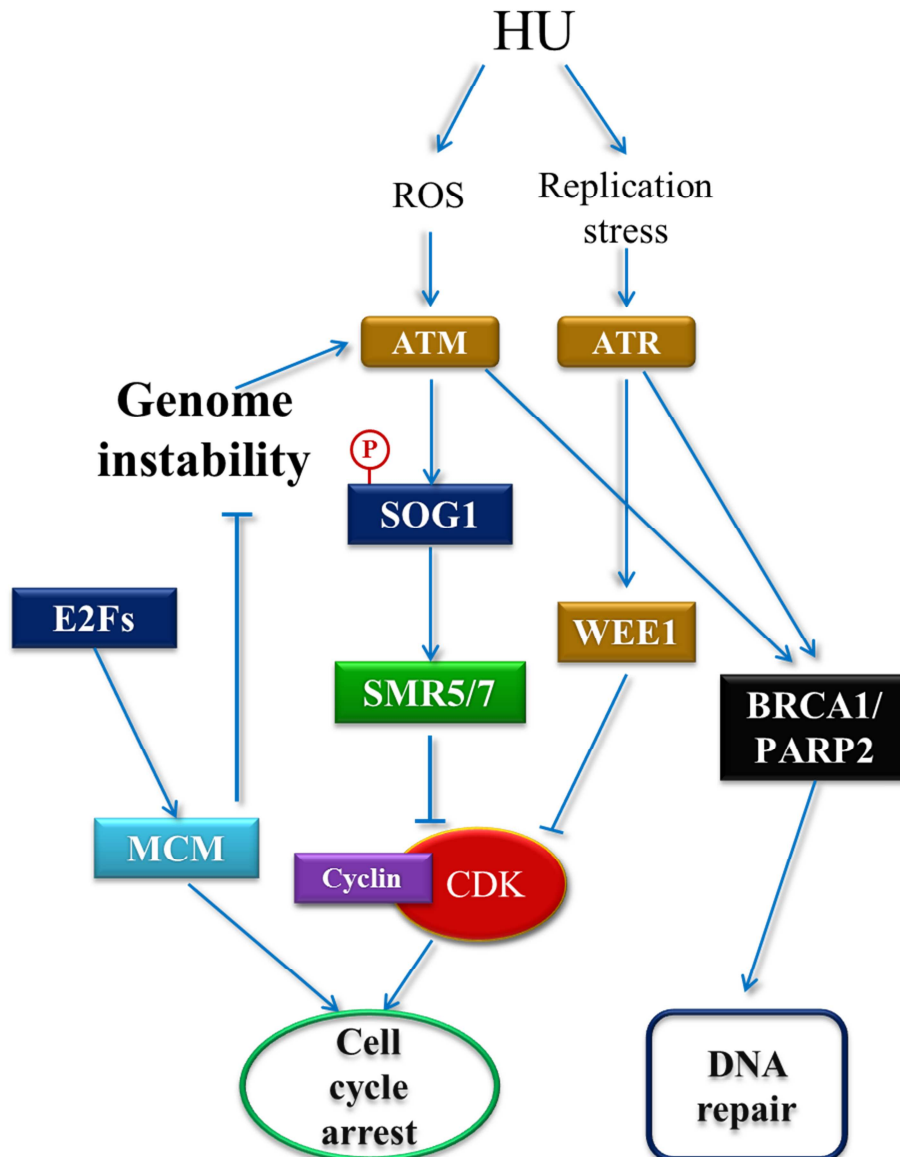 HU
ROS
Replication
stress
ATM
ATR
Genome
instability
P
SOG1
E2Fs
WEE1
SMR5/7
BRCA1/
PARP2
MCM
Cyclin
CDK
Cell
cycle
arrest
DNA
repair